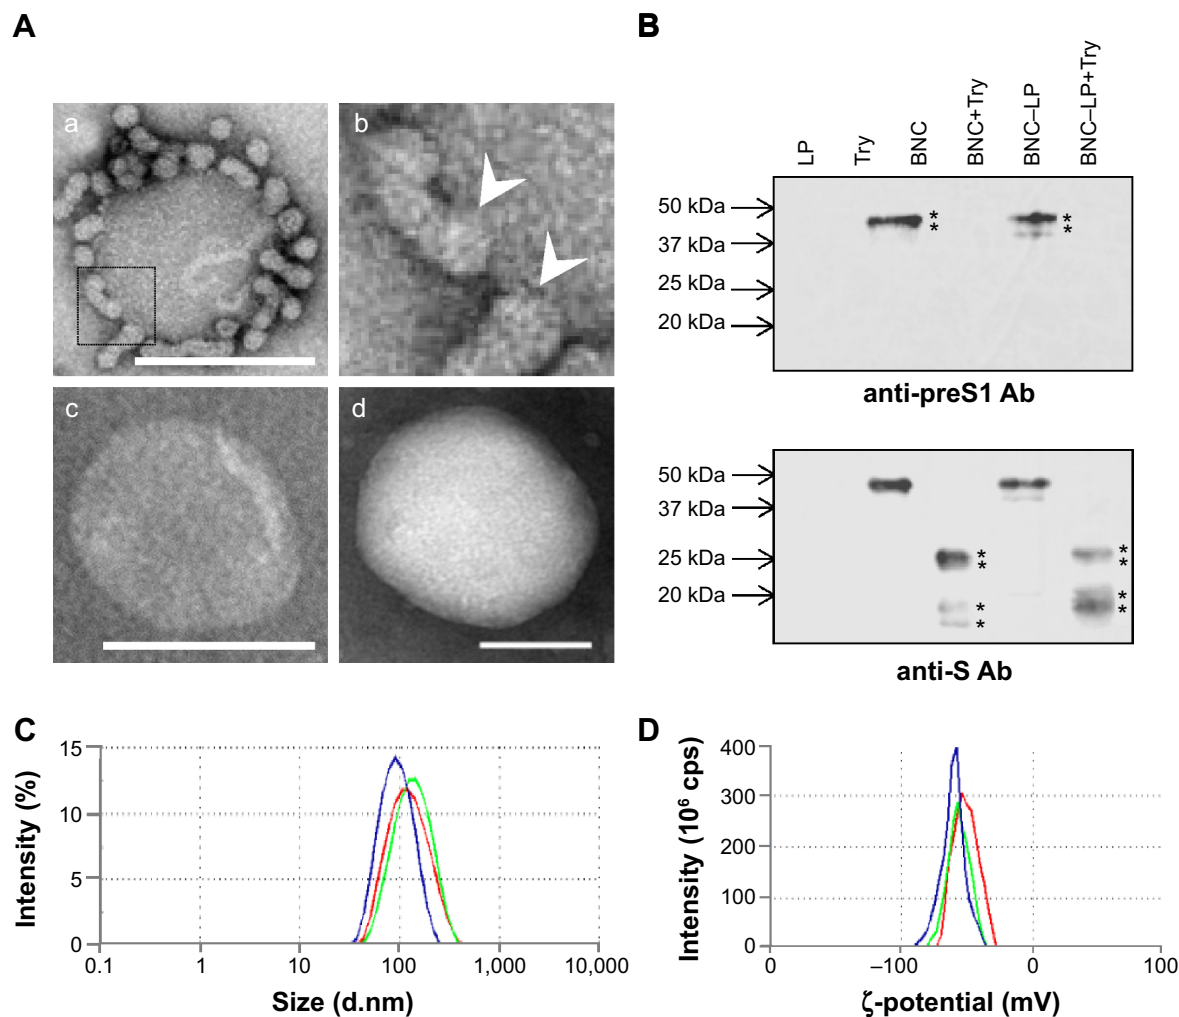 A
B
a
b
c
d
LP
Try
BNC
BNC+Try
BNC–LP
BNC–LP+Try
50 kDa
37 kDa
25 kDa
20 kDa
*
*
*
*
anti-preS1 Ab
50 kDa
37 kDa
25 kDa
20 kDa
*
*
*
*
*
*
*
*
anti-S Ab
C
15
10
5
0
Intensity (%)
0.1 1 10 100 1,000 10,000
Size (d.nm)
D
400
300
200
100
0
Intensity (10⁶ cps)
0 –100 0 100
ζ-potential (mV)